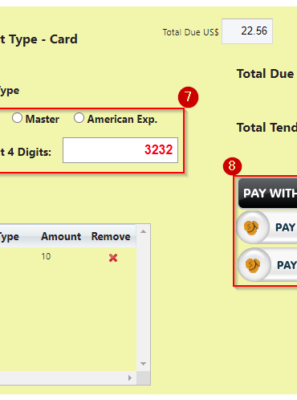 t Type - Card
Total Due US$ 22.56
Total Due
ype
7
Master American Exp.
Total Tend
t 4 Digits: 3232
8
PAY WITH
PAY
PAY
Type Amount Remove
10